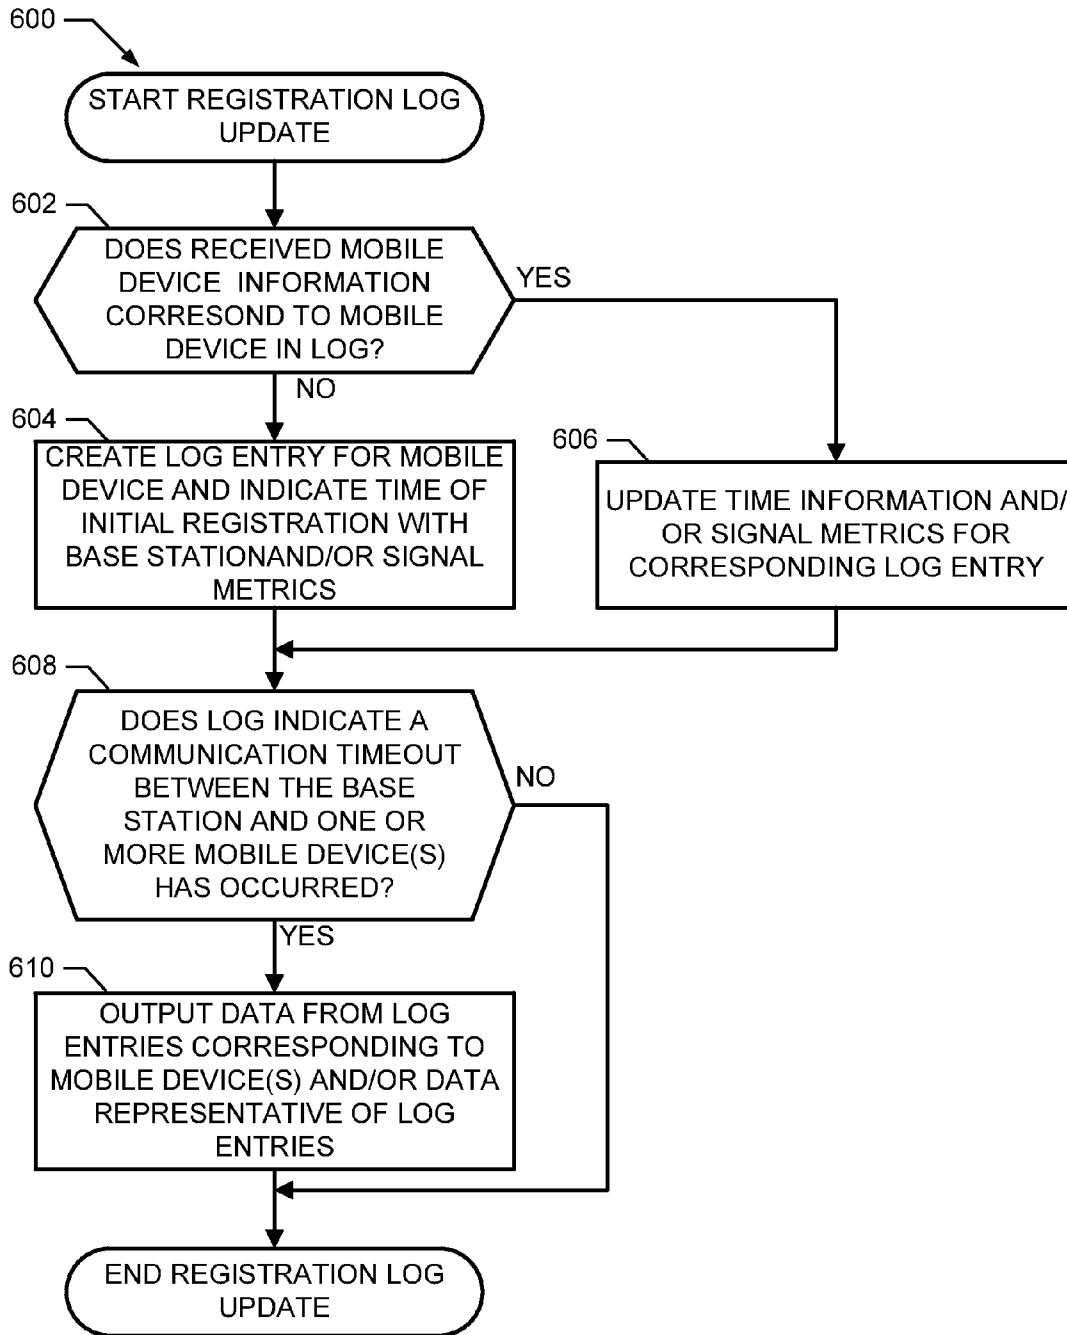 600
START REGISTRATION LOG
UPDATE
602
DOES RECEIVED MOBILE
DEVICE INFORMATION
CORRESOND TO MOBILE
DEVICE IN LOG?
YES
NO
604
CREATE LOG ENTRY FOR MOBILE
DEVICE AND INDICATE TIME OF
INITIAL REGISTRATION WITH
BASE STATIONAND/OR SIGNAL
METRICS
606
UPDATE TIME INFORMATION AND/
OR SIGNAL METRICS FOR
CORRESPONDING LOG ENTRY
608
DOES LOG INDICATE A
COMMUNICATION TIMEOUT
BETWEEN THE BASE
STATION AND ONE OR
MORE MOBILE DEVICE(S)
HAS OCCURRED?
NO
YES
610
OUTPUT DATA FROM LOG
ENTRIES CORRESPONDING TO
MOBILE DEVICE(S) AND/OR DATA
REPRESENTATIVE OF LOG
ENTRIES
END REGISTRATION LOG
UPDATE